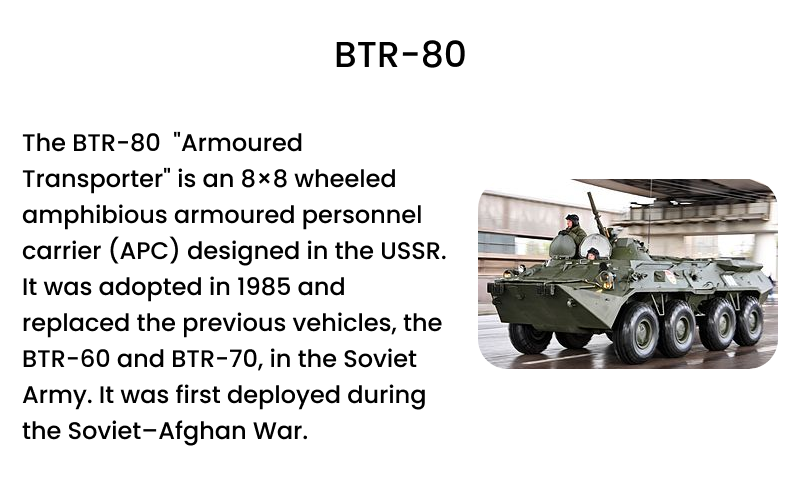 BTR-80
The BTR-80  "Armoured
Transporter" is an 8×8 wheeled
amphibious armoured personnel
carrier (APC) designed in the USSR.
It was adopted in 1985 and
replaced the previous vehicles, the
BTR-60 and BTR-70, in the Soviet
Army. It was first deployed during
the Soviet–Afghan War.